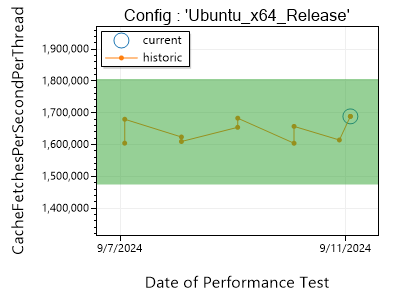 Config : 'Ubuntu_x64_Release'
CacheFetchesPerSecondPerThread
current
historic
1,900,000
1,800,000
1,700,000
1,600,000
1,500,000
1,400,000
9/7/2024
9/11/2024
Date of Performance Test